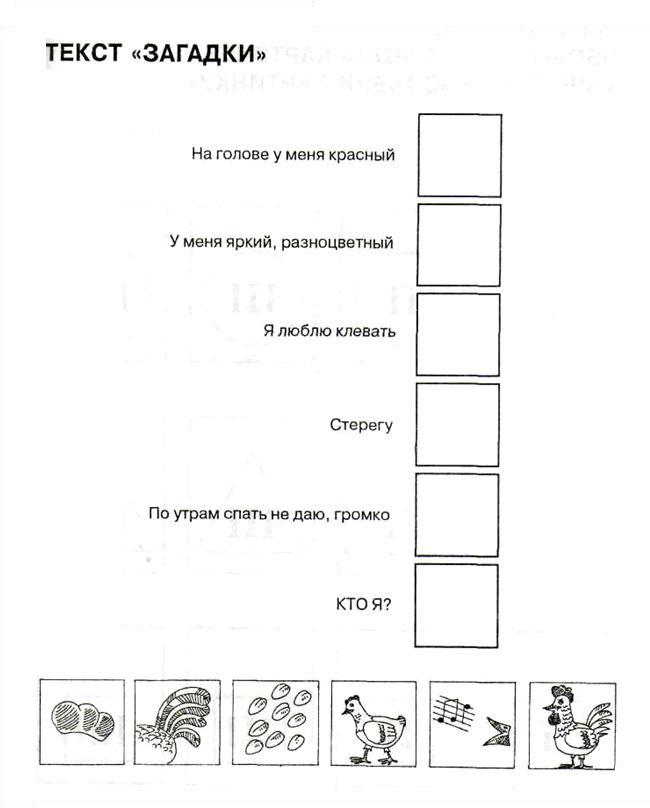 ТЕКСТ «ЗАГАДКИ»
На голове у меня красный
У меня яркий, разноцветный
Я люблю клевать
Стерегу
По утрам спать не даю, громко
КТО Я?